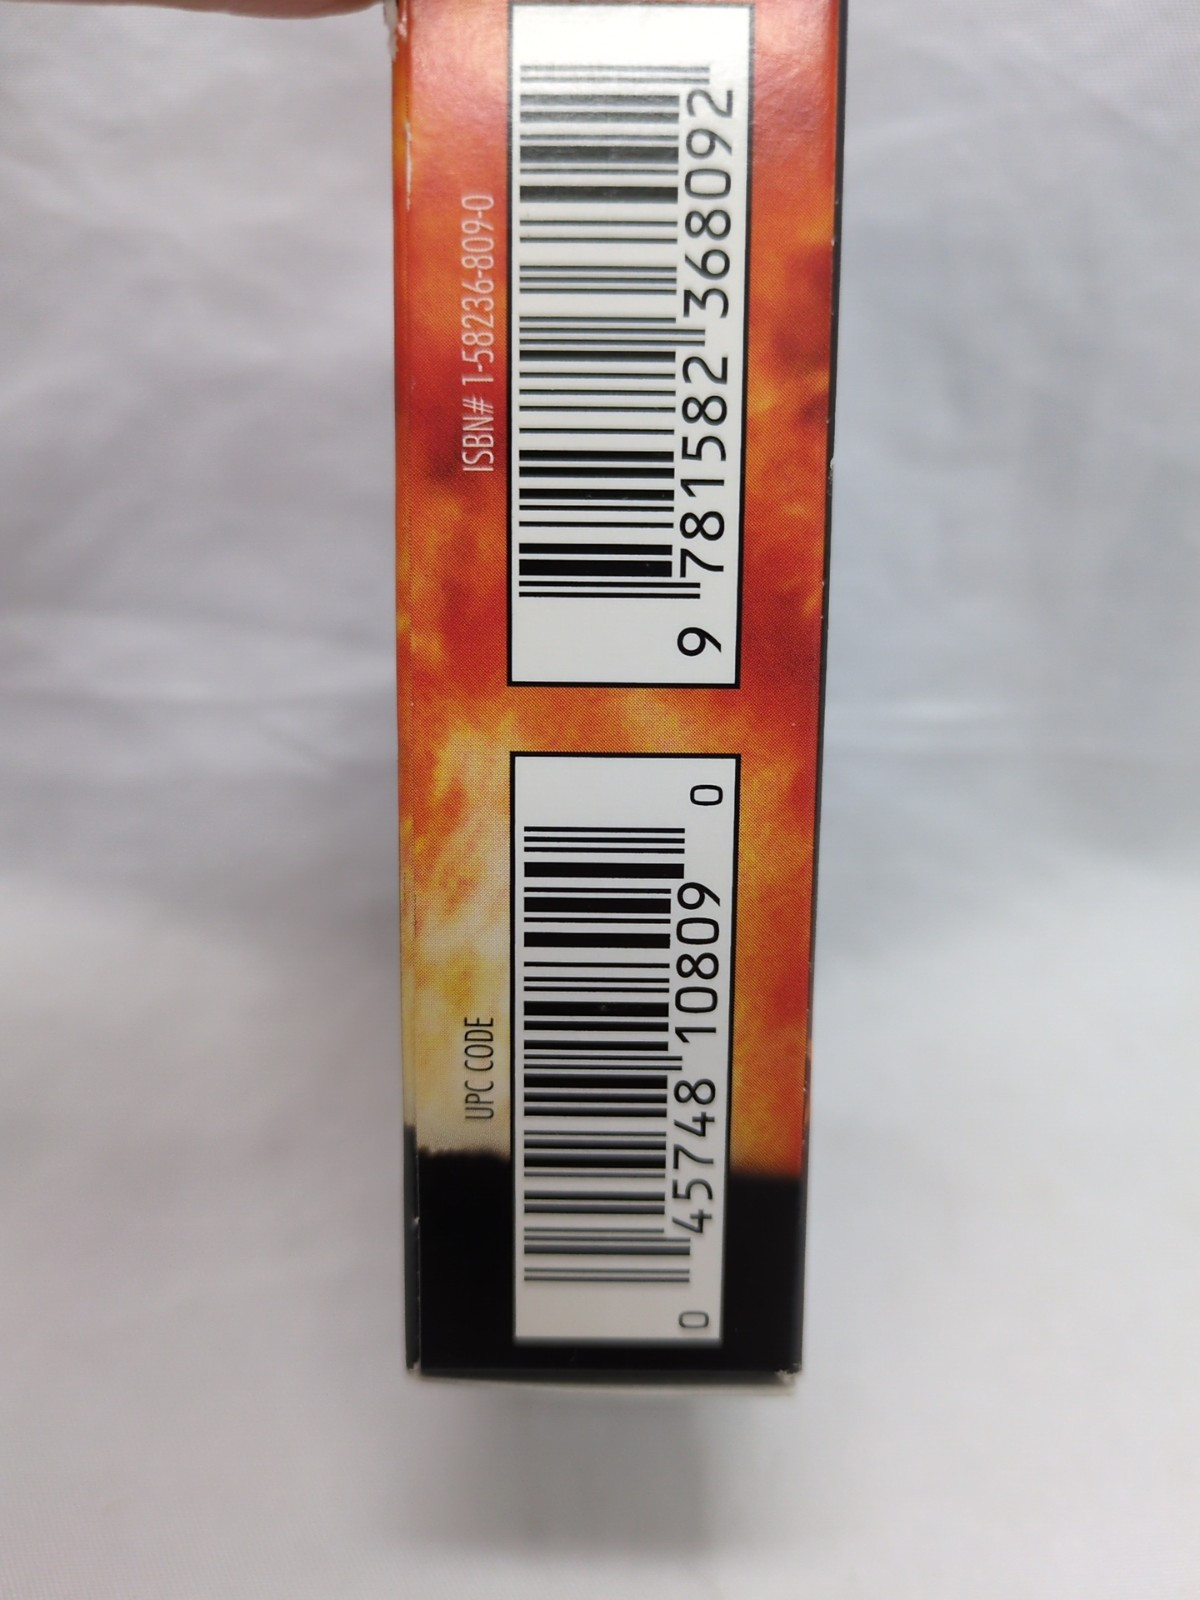 ISBN# 1-58236-809-0
9 781582 368092
UPC CODE
0 45748 10809 0